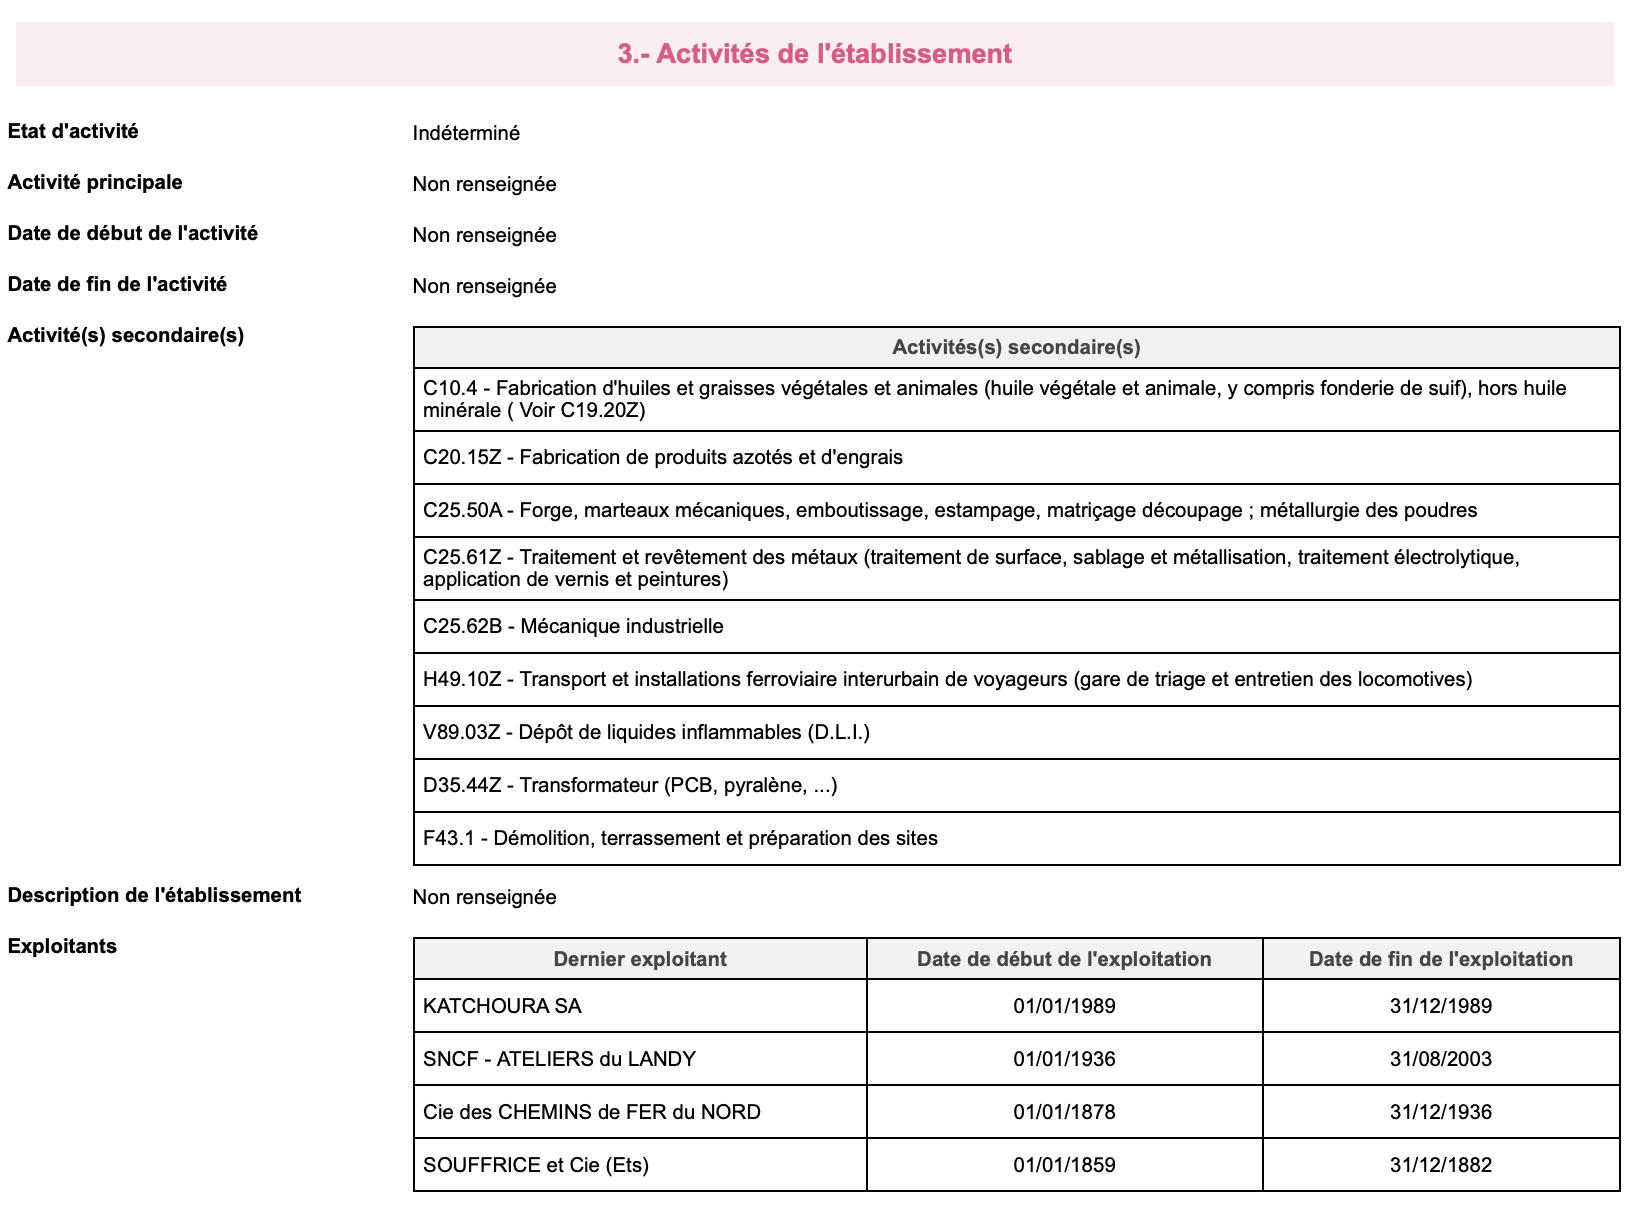 3.- Activités de l'établissement
Etat d'activité
Indéterminé
Activité principale
Non renseignée
Date de début de l'activité
Non renseignée
Date de fin de l'activité
Non renseignée
Activité(s) secondaire(s)
Activités(s) secondaire(s)
C10.4 - Fabrication d'huiles et graisses végétales et animales (huile végétale et animale, y compris fonderie de suif), hors huile
minérale ( Voir C19.20Z)
C20.15Z - Fabrication de produits azotés et d'engrais
C25.50A - Forge, marteaux mécaniques, emboutissage, estampage, matriçage découpage ; métallurgie des poudres
C25.61Z - Traitement et revêtement des métaux (traitement de surface, sablage et métallisation, traitement électrolytique,
application de vernis et peintures)
C25.62B - Mécanique industrielle
H49.10Z - Transport et installations ferroviaire interurbain de voyageurs (gare de triage et entretien des locomotives)
V89.03Z - Dépôt de liquides inflammables (D.L.I.)
D35.44Z - Transformateur (PCB, pyralène, ...)
F43.1 - Démolition, terrassement et préparation des sites
Description de l'établissement
Non renseignée
Exploitants
Dernier exploitant Date de début de l'exploitation Date de fin de l'exploitation
KATCHOURA SA 01/01/1989 31/12/1989
SNCF - ATELIERS du LANDY 01/01/1936 31/08/2003
Cie des CHEMINS de FER du NORD 01/01/1878 31/12/1936
SOUFFRICE et Cie (Ets) 01/01/1859 31/12/1882